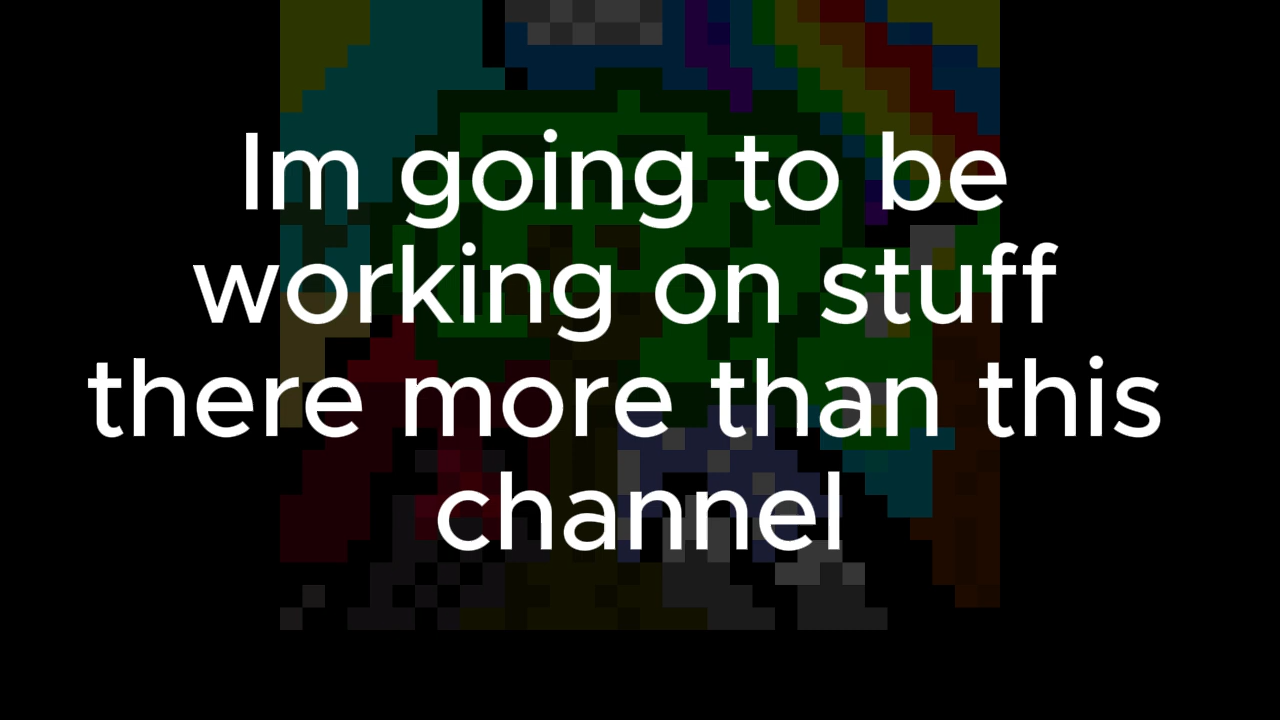 Im going to be
working on stuff
there more than this
channel